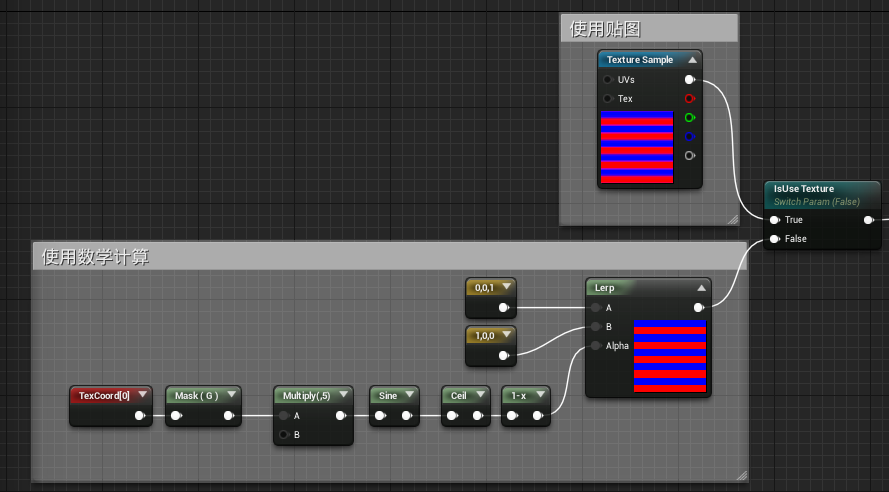 使用贴图
Texture Sample
UVs
Tex
IsUse Texture
Switch Param (False)
True
False
使用数学计算
0,0,1
Lerp
A
1,0,0
B
Alpha
TexCoord[0]
Mask ( G )
Multiply(,5)
Sine
Ceil
1-x
A
B